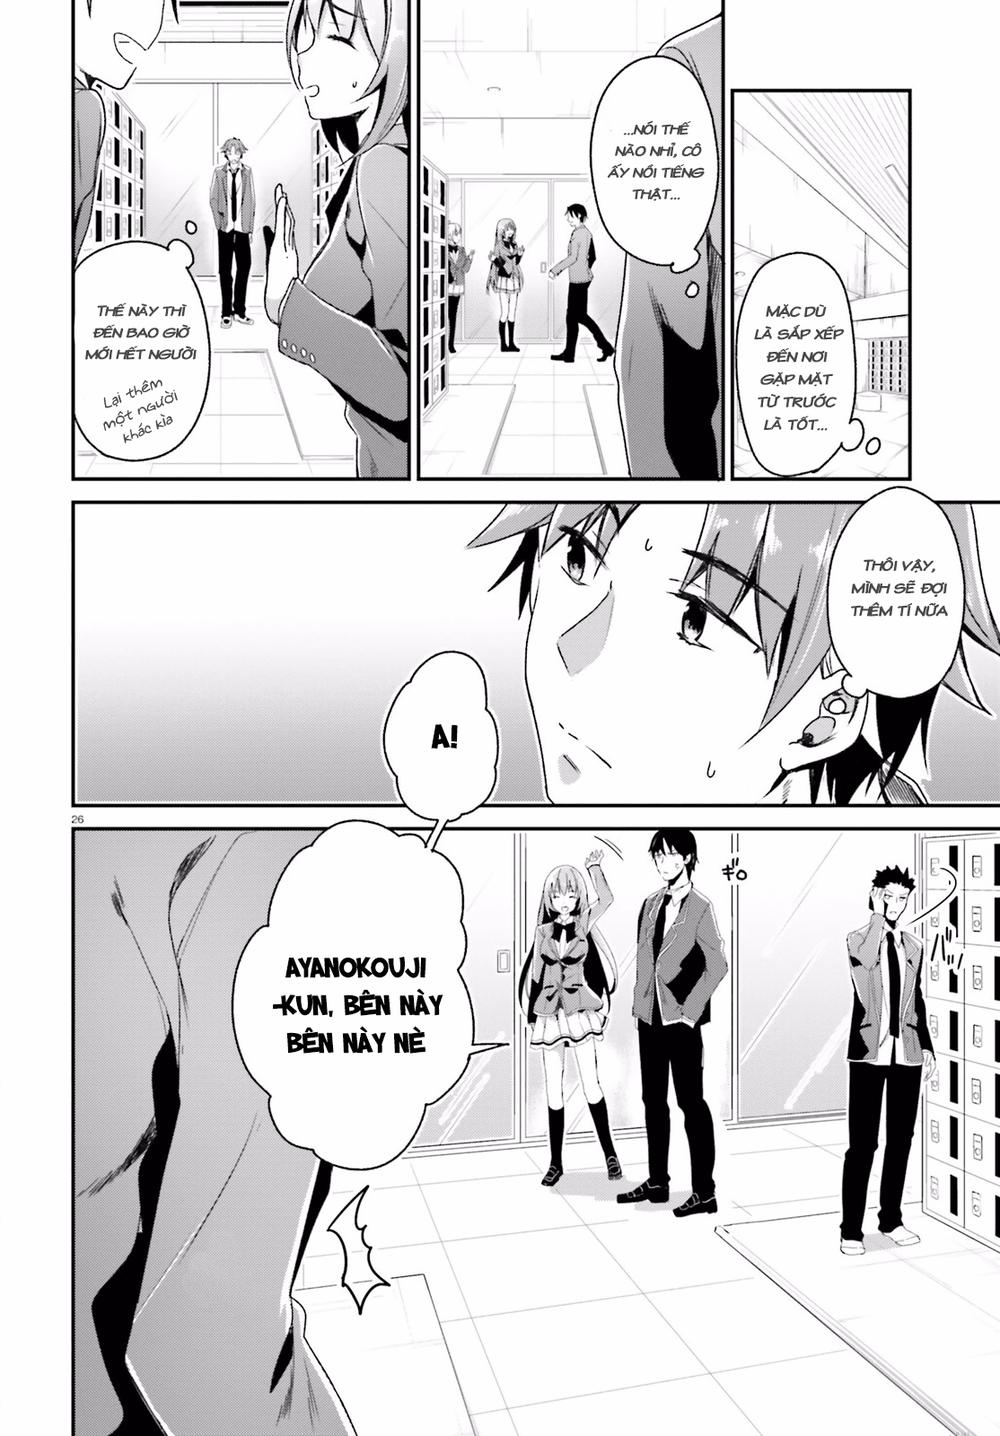 MẶC DÙ
LÀ SẮP XẾP
ĐẾN NƠI
GẶP MẶT
TỪ TRƯỚC
LÀ TỐT...
...NÓI THẾ
NÀO NHỈ, CÔ
ẤY NỔI TIẾNG
THẬT...
THẾ NÀY THÌ
ĐẾN BAO GIỜ
MỚI HẾT NGƯỜI
Lại thêm
một người
khác kìa
THÔI VẬY,
MÌNH SẼ ĐỢI
THÊM TÍ NỮA
A!
26
ギロ
AYANOKOUJI
-KUN, BÊN NÀY
BÊN NÀY NÈ